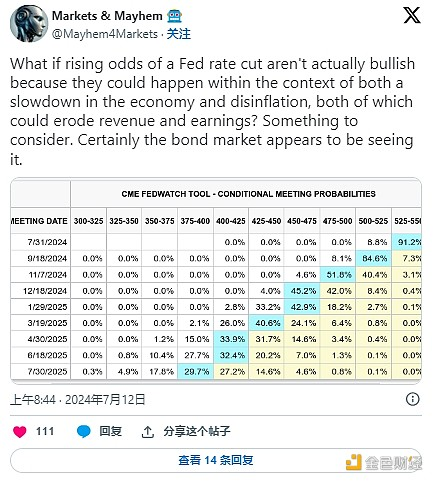 Markets & Mayhem
@Mayhem4Markets · 关注
What if rising odds of a Fed rate cut aren't actually bullish
because they could happen within the context of both a
slowdown in the economy and disinflation, both of which
could erode revenue and earnings? Something to
consider. Certainly the bond market appears to be seeing
it.
CME FEDWATCH TOOL - CONDITIONAL MEETING PROBABILITIES
MEETING DATE 300-325 325-350 350-375 375-400 400-425 425-450 450-475 475-500 500-525 525-550
7/31/2024 0.0% 0.0% 0.0% 0.0% 8.8% 91.2%
9/18/2024 0.0% 0.0% 0.0% 0.0% 0.0% 0.0% 0.0% 8.1% 84.6% 7.3%
11/7/2024 0.0% 0.0% 0.0% 0.0% 0.0% 0.0% 4.6% 51.8% 40.4% 3.1%
12/18/2024 0.0% 0.0% 0.0% 0.0% 0.0% 4.0% 45.2% 42.0% 8.4% 0.4%
1/29/2025 0.0% 0.0% 0.0% 0.0% 2.8% 33.2% 42.9% 18.2% 2.7% 0.1%
3/19/2025 0.0% 0.0% 0.0% 2.1% 26.0% 40.6% 24.1% 6.4% 0.8% 0.0%
4/30/2025 0.0% 0.0% 1.2% 15.0% 33.9% 31.7% 14.6% 3.4% 0.4% 0.0%
6/18/2025 0.0% 0.8% 10.4% 27.7% 32.4% 20.2% 7.0% 1.3% 0.1% 0.0%
7/30/2025 0.3% 4.9% 17.8% 29.7% 27.2% 14.6% 4.6% 0.8% 0.1% 0.0%
上午8:44 · 2024年7月12日
111 回复 分享这个帖子
查看 14 条回复
金色财经